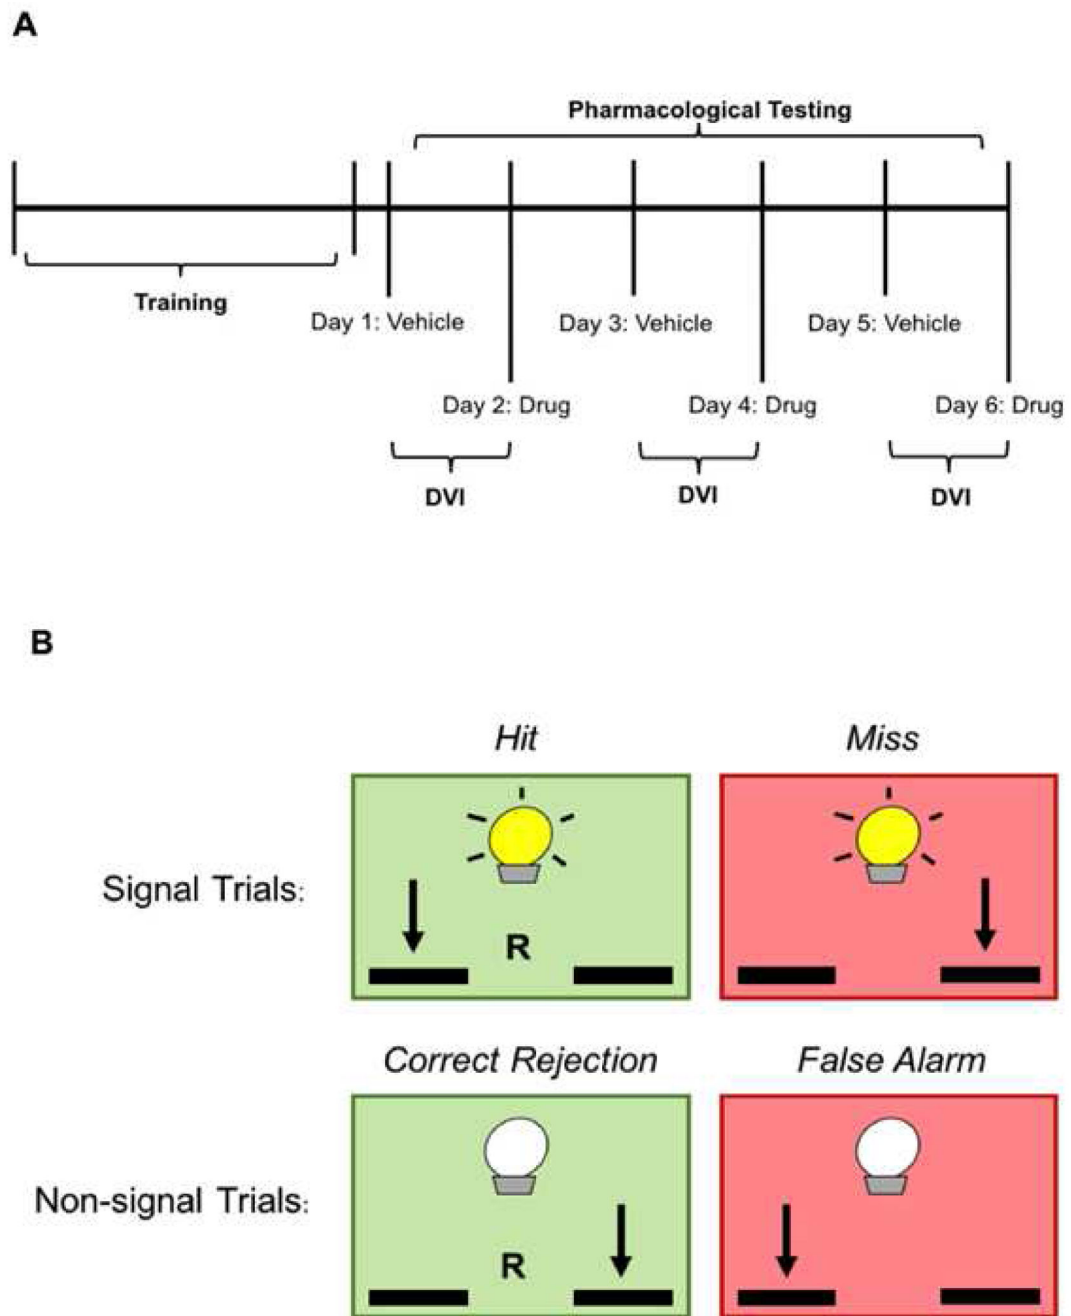 A
Pharmacological Testing
Training
Day 1: Vehicle
Day 3: Vehicle
Day 5: Vehicle
Day 2: Drug
Day 4: Drug
Day 6: Drug
DVI
DVI
DVI
B
Hit
Miss
Signal Trials:
R
Correct Rejection
False Alarm
Non-signal Trials:
R